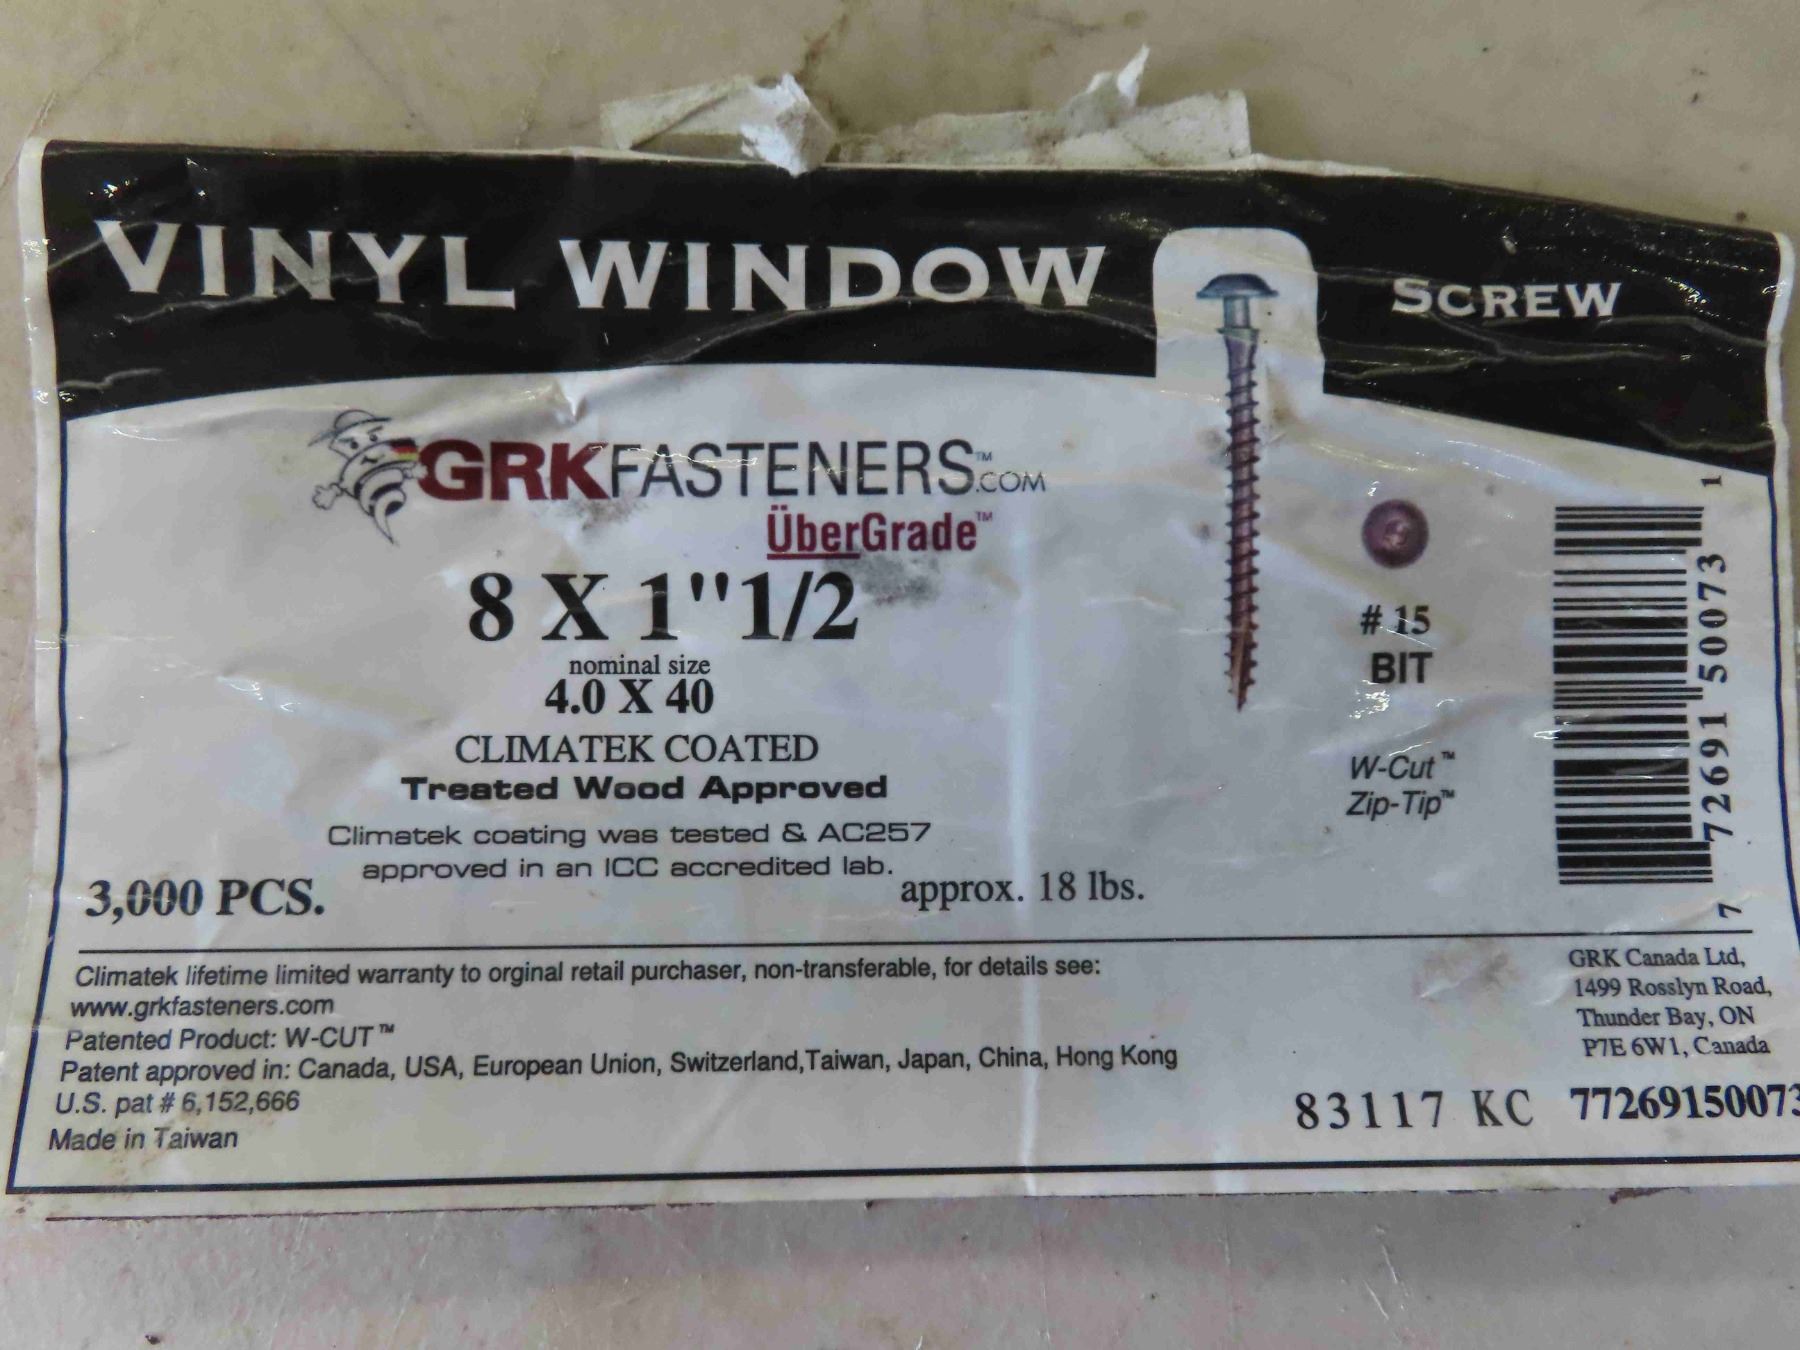 VINYL WINDOW SCREW
GRKFASTENERS™.COM
ÜberGrade™
8 X 1"1/2
nominal size
4.0 X 40
CLIMATEK COATED
Treated Wood Approved
Climatek coating was tested & AC257
approved in an ICC accredited lab.
3,000 PCS.
approx. 18 lbs.
# 15
BIT
W-Cut™
Zip-Tip™
7 72691 50073 1
Climatek lifetime limited warranty to orginal retail purchaser, non-transferable, for details see:
www.grkfasteners.com
Patented Product: W-CUT™
Patent approved in: Canada, USA, European Union, Switzerland,Taiwan, Japan, China, Hong Kong
U.S. pat # 6,152,666
Made in Taiwan
GRK Canada Ltd,
1499 Rosslyn Road,
Thunder Bay, ON
P7E 6W1, Canada
83117 KC 77269150073